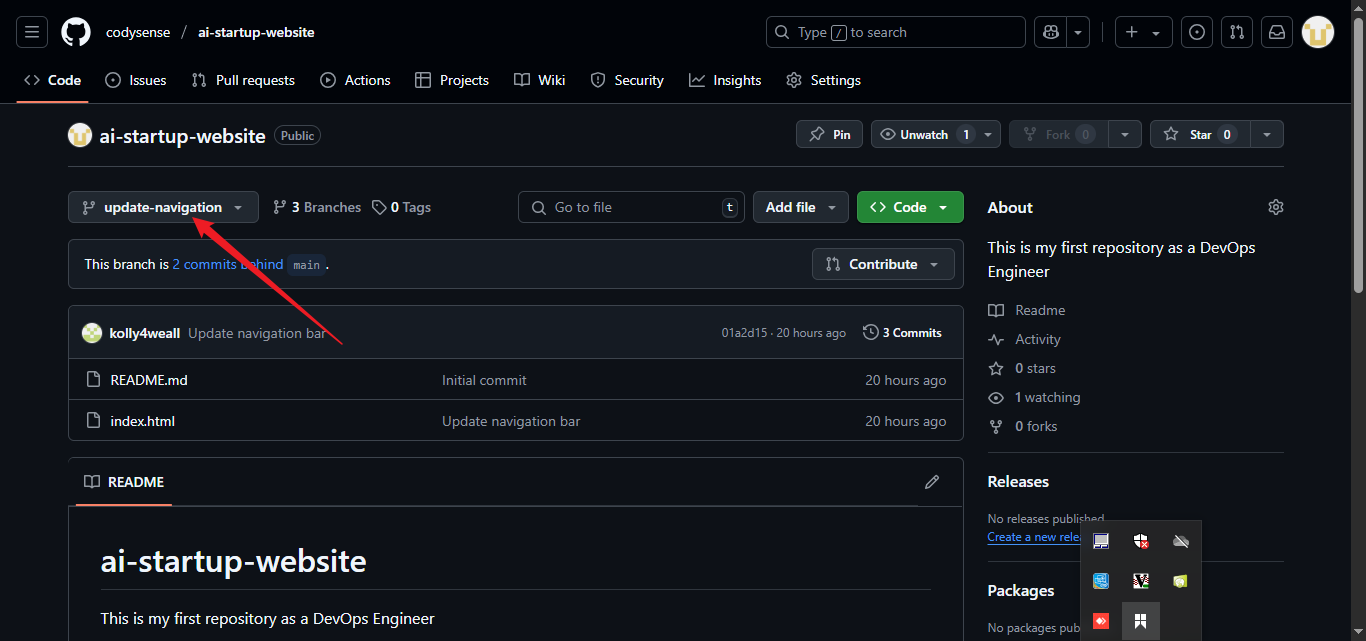 codysense / ai-startup-website
Type / to search
Code Issues Pull requests Actions Projects Wiki Security Insights Settings
ai-startup-website Public
Pin Unwatch 1 Fork 0 Star 0
update-navigation 3 Branches 0 Tags
Go to file t Add file Code
This branch is 2 commits behind main .
Contribute
kolly4weall Update navigation bar 01a2d15 · 20 hours ago 3 Commits
README.md Initial commit 20 hours ago
index.html Update navigation bar 20 hours ago
README
ai-startup-website
This is my first repository as a DevOps Engineer
About
This is my first repository as a DevOps
Engineer
Readme
Activity
0 stars
1 watching
0 forks
Releases
No releases published
Create a new
Packages
No packages